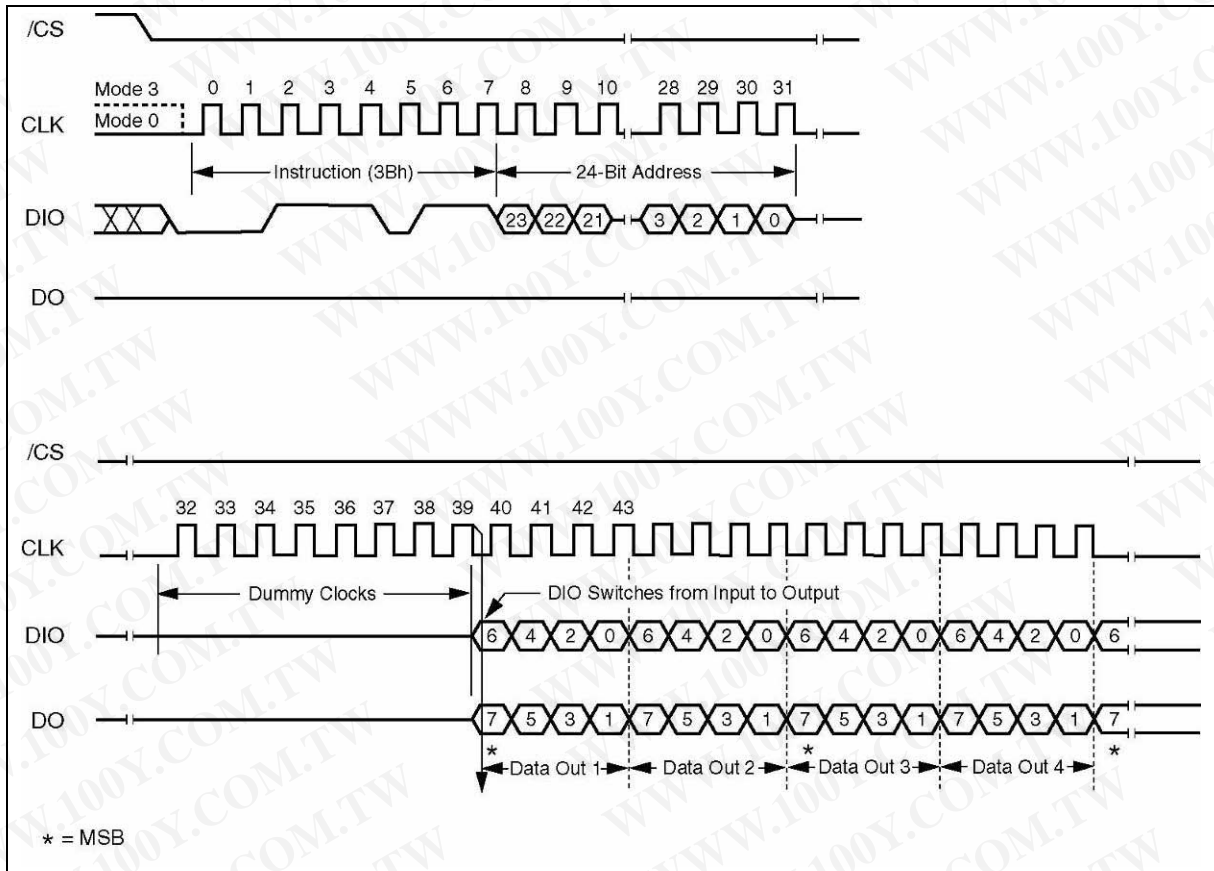 /CS
Mode 3 0 1 2 3 4 5 6 7 8 9 10 28 29 30 31
CLK Mode 0
Instruction (3Bh) 24-Bit Address
DIO 23 22 21 3 2 1 0
DO
/CS
32 33 34 35 36 37 38 39 40 41 42 43
CLK
Dummy Clocks DIO Switches from Input to Output
DIO 6 4 2 0 6 4 2 0 6 4 2 0 6 4 2 0 6
DO 7 5 3 1 7 5 3 1 7 5 3 1 7 5 3 1 7
* * *
Data Out 1 Data Out 2 Data Out 3 Data Out 4
* = MSB
WWW.100Y.COM.TW